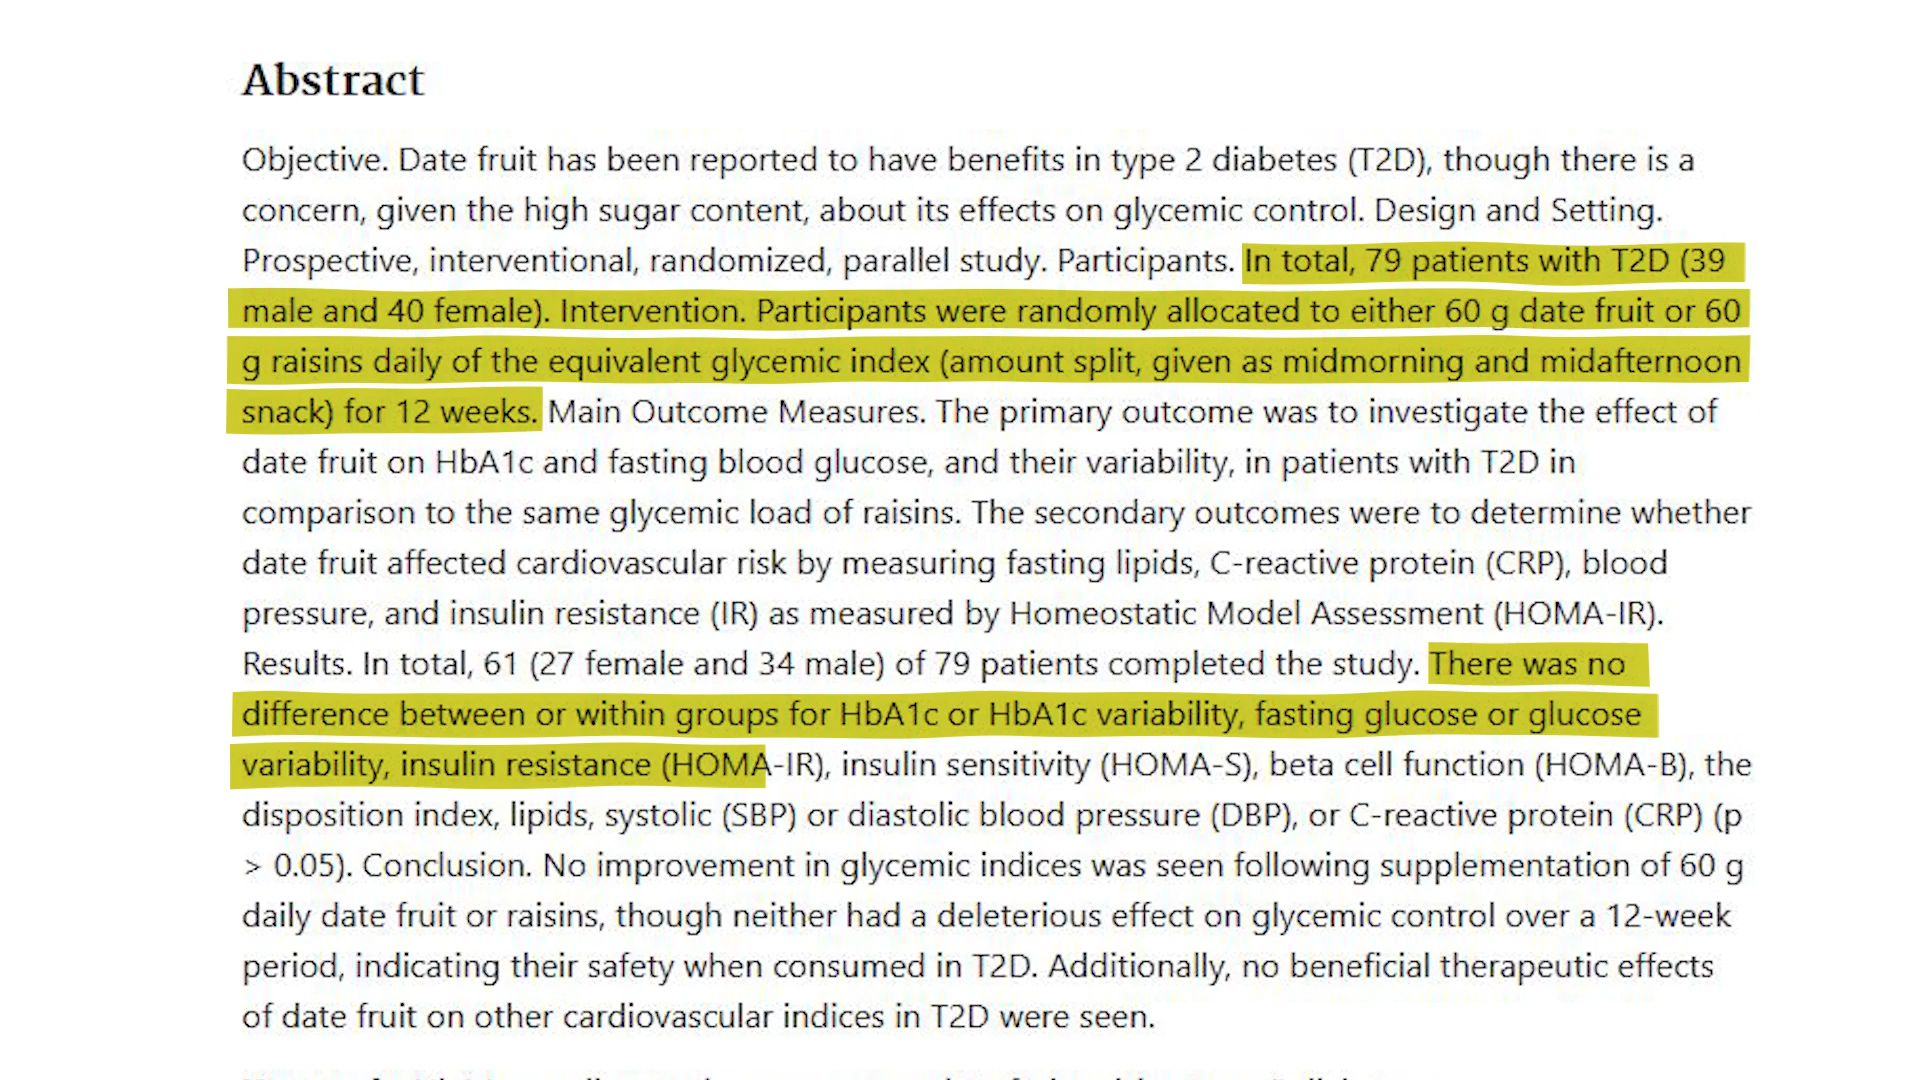 Abstract
Objective. Date fruit has been reported to have benefits in type 2 diabetes (T2D), though there is a
concern, given the high sugar content, about its effects on glycemic control. Design and Setting.
Prospective, interventional, randomized, parallel study. Participants. In total, 79 patients with T2D (39
male and 40 female). Intervention. Participants were randomly allocated to either 60 g date fruit or 60
g raisins daily of the equivalent glycemic index (amount split, given as midmorning and midafternoon
snack) for 12 weeks. Main Outcome Measures. The primary outcome was to investigate the effect of
date fruit on HbA1c and fasting blood glucose, and their variability, in patients with T2D in
comparison to the same glycemic load of raisins. The secondary outcomes were to determine whether
date fruit affected cardiovascular risk by measuring fasting lipids, C-reactive protein (CRP), blood
pressure, and insulin resistance (IR) as measured by Homeostatic Model Assessment (HOMA-IR).
Results. In total, 61 (27 female and 34 male) of 79 patients completed the study. There was no
difference between or within groups for HbA1c or HbA1c variability, fasting glucose or glucose
variability, insulin resistance (HOMA-IR), insulin sensitivity (HOMA-S), beta cell function (HOMA-B), the
disposition index, lipids, systolic (SBP) or diastolic blood pressure (DBP), or C-reactive protein (CRP) (p
> 0.05). Conclusion. No improvement in glycemic indices was seen following supplementation of 60 g
daily date fruit or raisins, though neither had a deleterious effect on glycemic control over a 12-week
period, indicating their safety when consumed in T2D. Additionally, no beneficial therapeutic effects
of date fruit on other cardiovascular indices in T2D were seen.